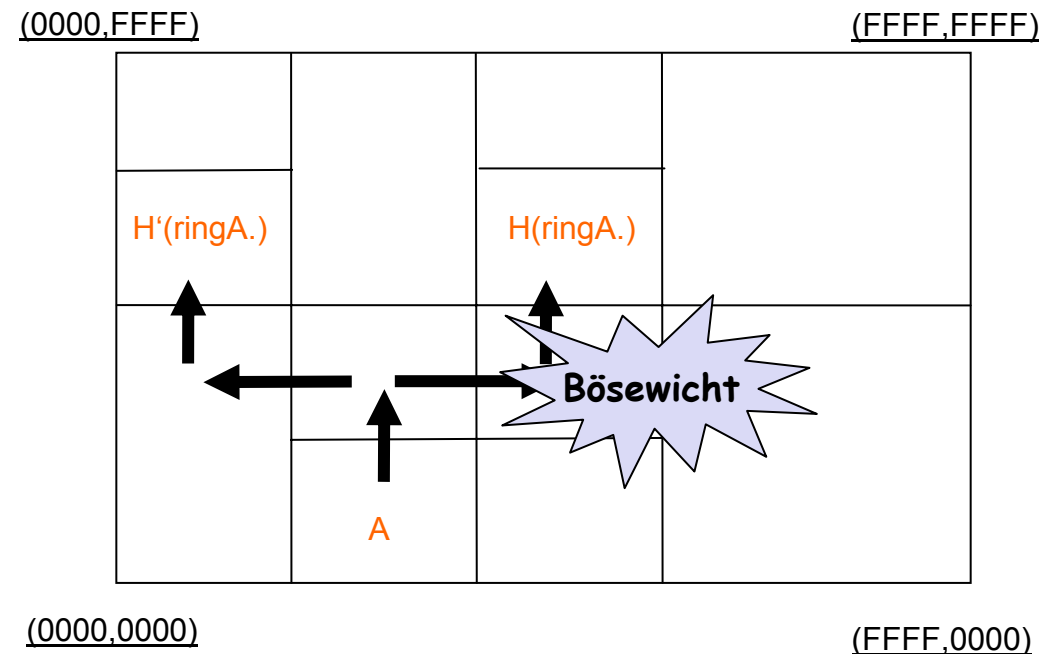 (0000,FFFF)
(FFFF,FFFF)
H‘(ringA.)
H(ringA.)
Bösewicht
A
(0000,0000)
(FFFF,0000)